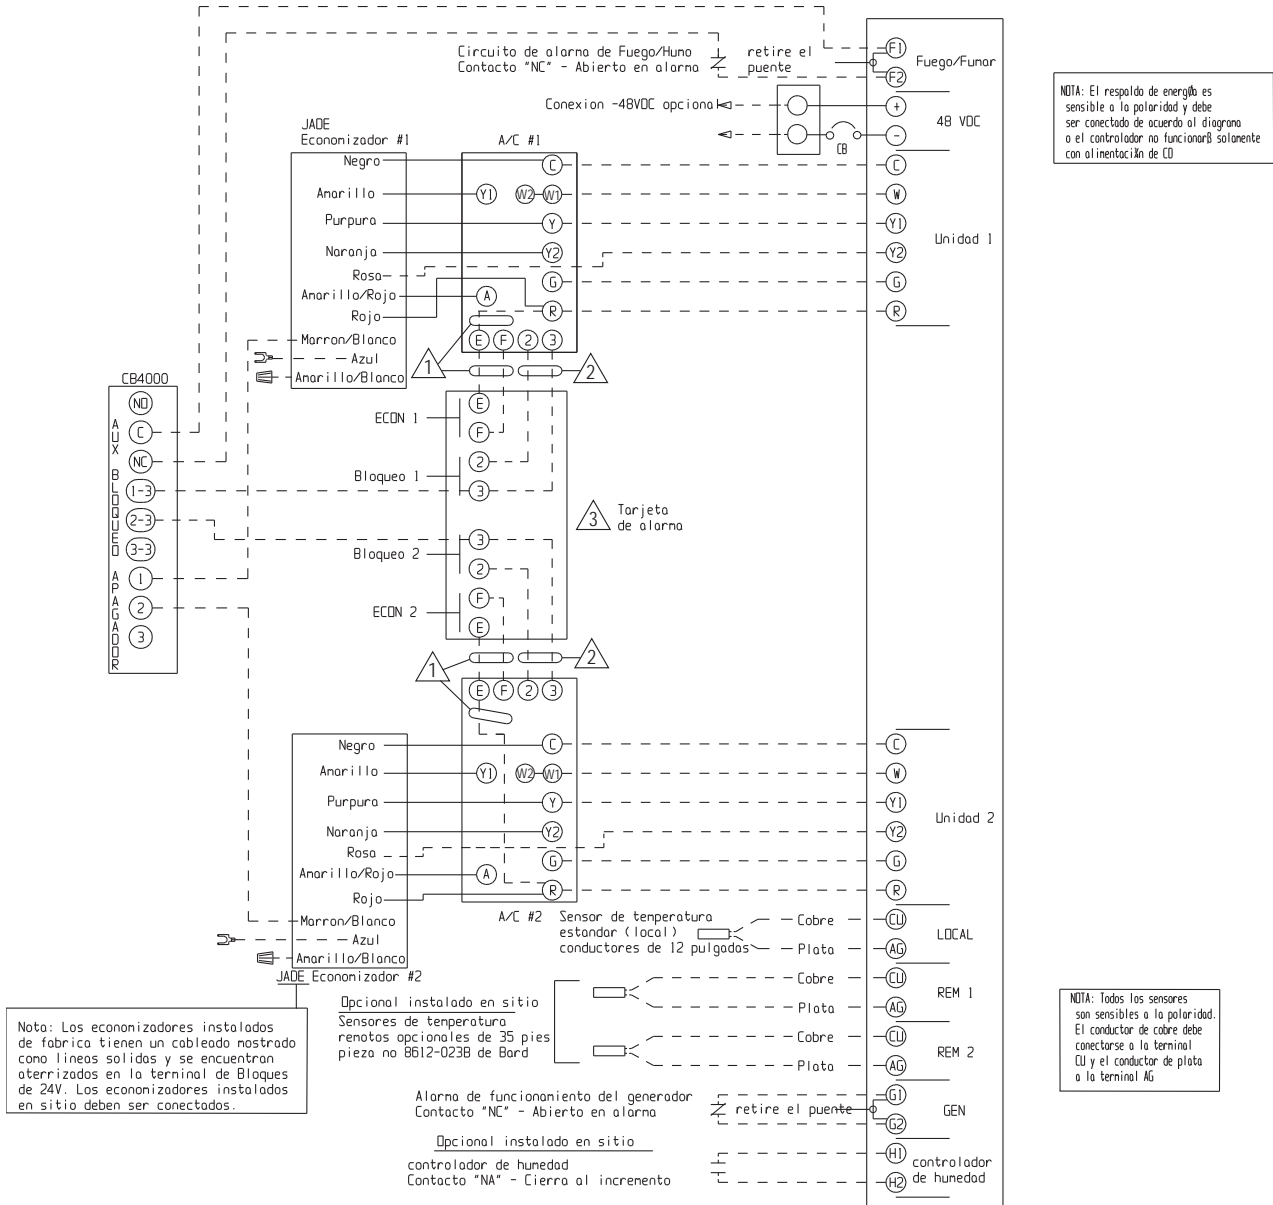 Circuito de alarma de Fuego/Humo
Contacto "NC" - Abierto en alarma
retire el
puente
F1
F2
Fuego/Fumar
Conexion -48VDC opcional
CB
+
-
48 VDC
NOTA: El respaldo de energÞa es
sensible a la polaridad y debe
ser conectado de acuerdo al diagrama
o el controlador no funcionarß solamente
con alimentaciÝn de CD
JADE
Economizador #1
Negro
Amarillo
Purpura
Naranja
Rosa
Amarillo/Rojo
Rojo
Marron/Blanco
Azul
Amarillo/Blanco
A/C #1
C
Y1
W2
W1
Y
Y2
G
A
R
E
F
2
3
C
W
Y1
Y2
G
R
Unidad 1
1
2
CB4000
NO
C
NC
1-3
2-3
3-3
1
2
3
AUX BLOQUEO APAGADOR
ECON 1
E
F
Bloqueo 1
2
3
Bloqueo 2
3
2
ECON 2
F
E
3
Tarjeta
de alarma
1
2
E
F
2
3
C
Y1
W2
W1
Y
Y2
G
A
R
A/C #2
Negro
Amarillo
Purpura
Naranja
Rosa
Amarillo/Rojo
Rojo
Marron/Blanco
Azul
Amarillo/Blanco
JADE Economizador #2
C
W
Y1
Y2
G
R
Unidad 2
Sensor de temperatura
estandar (local)
conductores de 12 pulgadas
Cobre
Plata
CU
AG
LOCAL
Opcional instalado en sitio
Sensores de temperatura
remotos opcionales de 35 pies
pieza no 8612-023B de Bard
Cobre
Plata
CU
AG
REM 1
Cobre
Plata
CU
AG
REM 2
NOTA: Todos los sensores
son sensibles a la polaridad.
El conductor de cobre debe
conectarse a la terminal
CU y el conductor de plata
a la terminal AG
Nota: Los economizadores instalados
de fabrica tienen un cableado mostrado
como lineas solidas y se encuentran
aterrizados en la terminal de Bloques
de 24V. Los economizadores instalados
en sitio deben ser conectados.
Alarma de funcionamiento del generador
Contacto "NC" - Abierto en alarma
retire el puente
G1
G2
GEN
Opcional instalado en sitio
controlador de humedad
Contacto "NA" - Cierra al incremento
H1
H2
controlador
de humedad